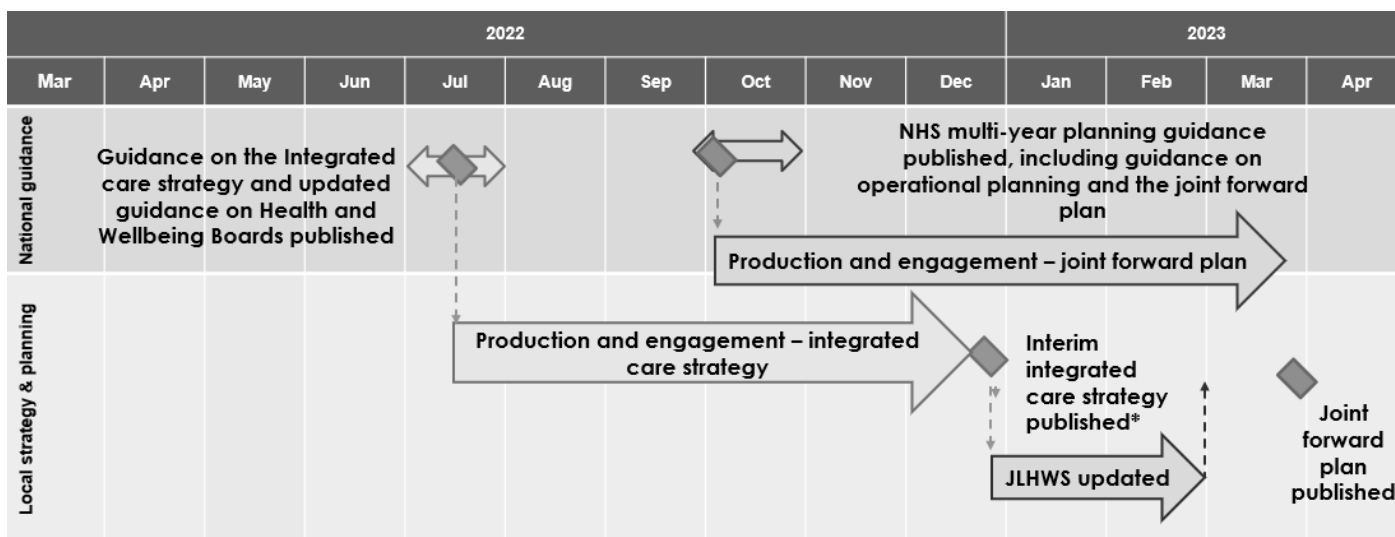 2022
2023
Mar
Apr
May
Jun
Jul
Aug
Sep
Oct
Nov
Dec
Jan
Feb
Mar
Apr
National guidance
Guidance on the Integrated
care strategy and updated
guidance on Health and
Wellbeing Boards published
NHS multi-year planning guidance
published, including guidance on
operational planning and the joint forward
plan
Production and engagement – joint forward plan
Local strategy & planning
Production and engagement – integrated
care strategy
Interim
integrated
care strategy
published*
JLHWS updated
Joint
forward
plan
published